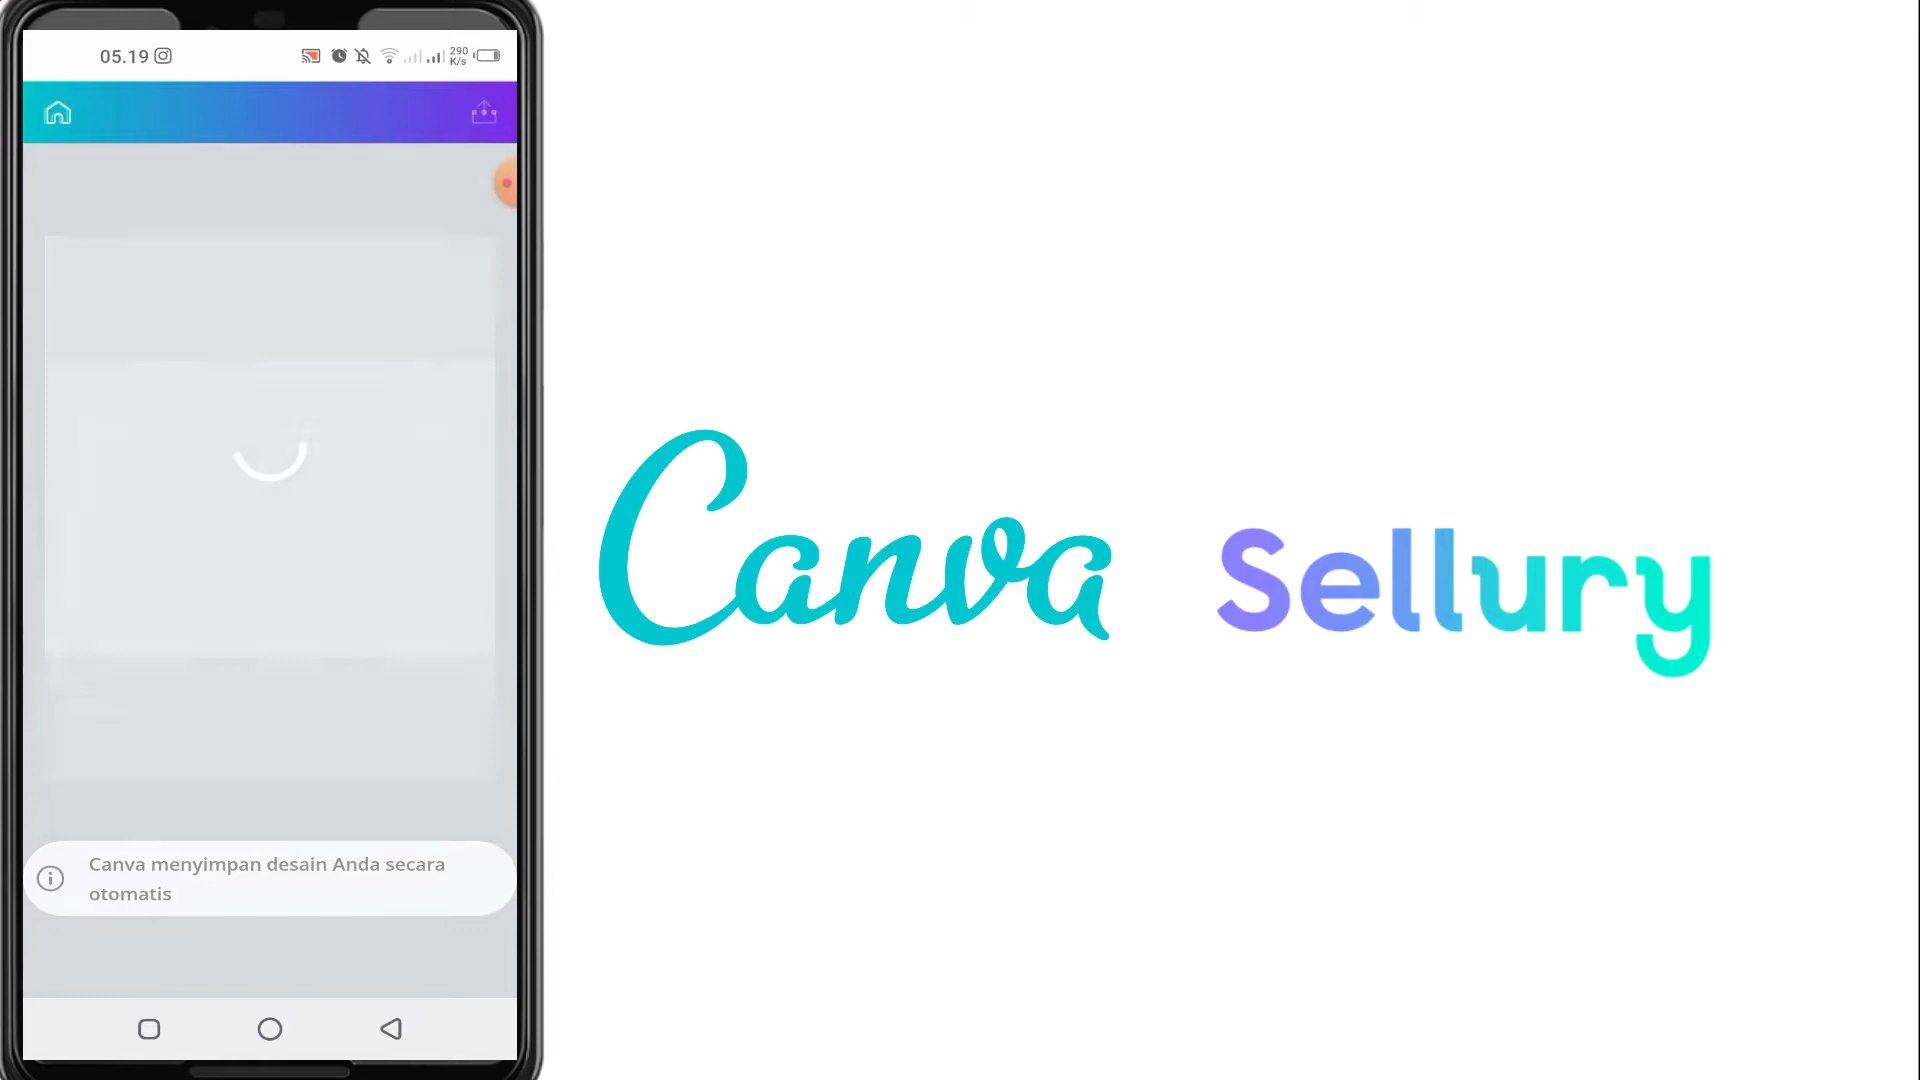 05.19
290
K/s
Canva menyimpan desain Anda secara
otomatis
Canva
Sellury